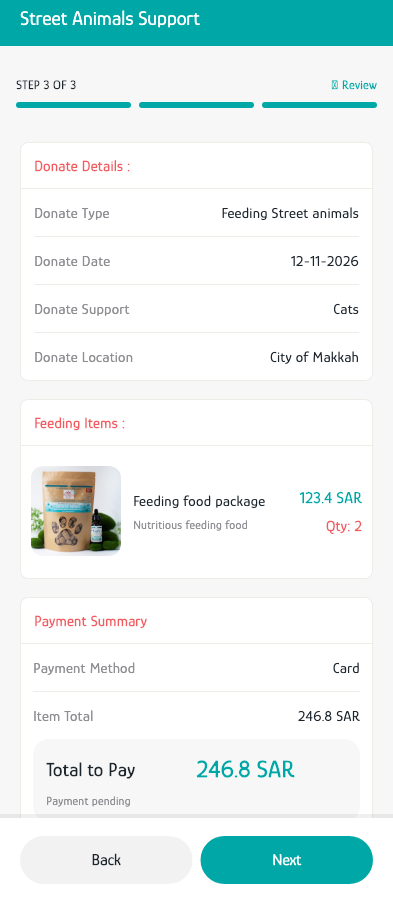 Street Animals Support
STEP 3 OF 3
Review
Donate Details :
Donate Type
Feeding Street animals
Donate Date
12-11-2026
Donate Support
Cats
Donate Location
City of Makkah
Feeding Items :
Feeding food package
123.4 SAR
Nutritious feeding food
Qty: 2
Payment Summary
Payment Method
Card
Item Total
246.8 SAR
Total to Pay
246.8 SAR
Payment pending
Back
Next